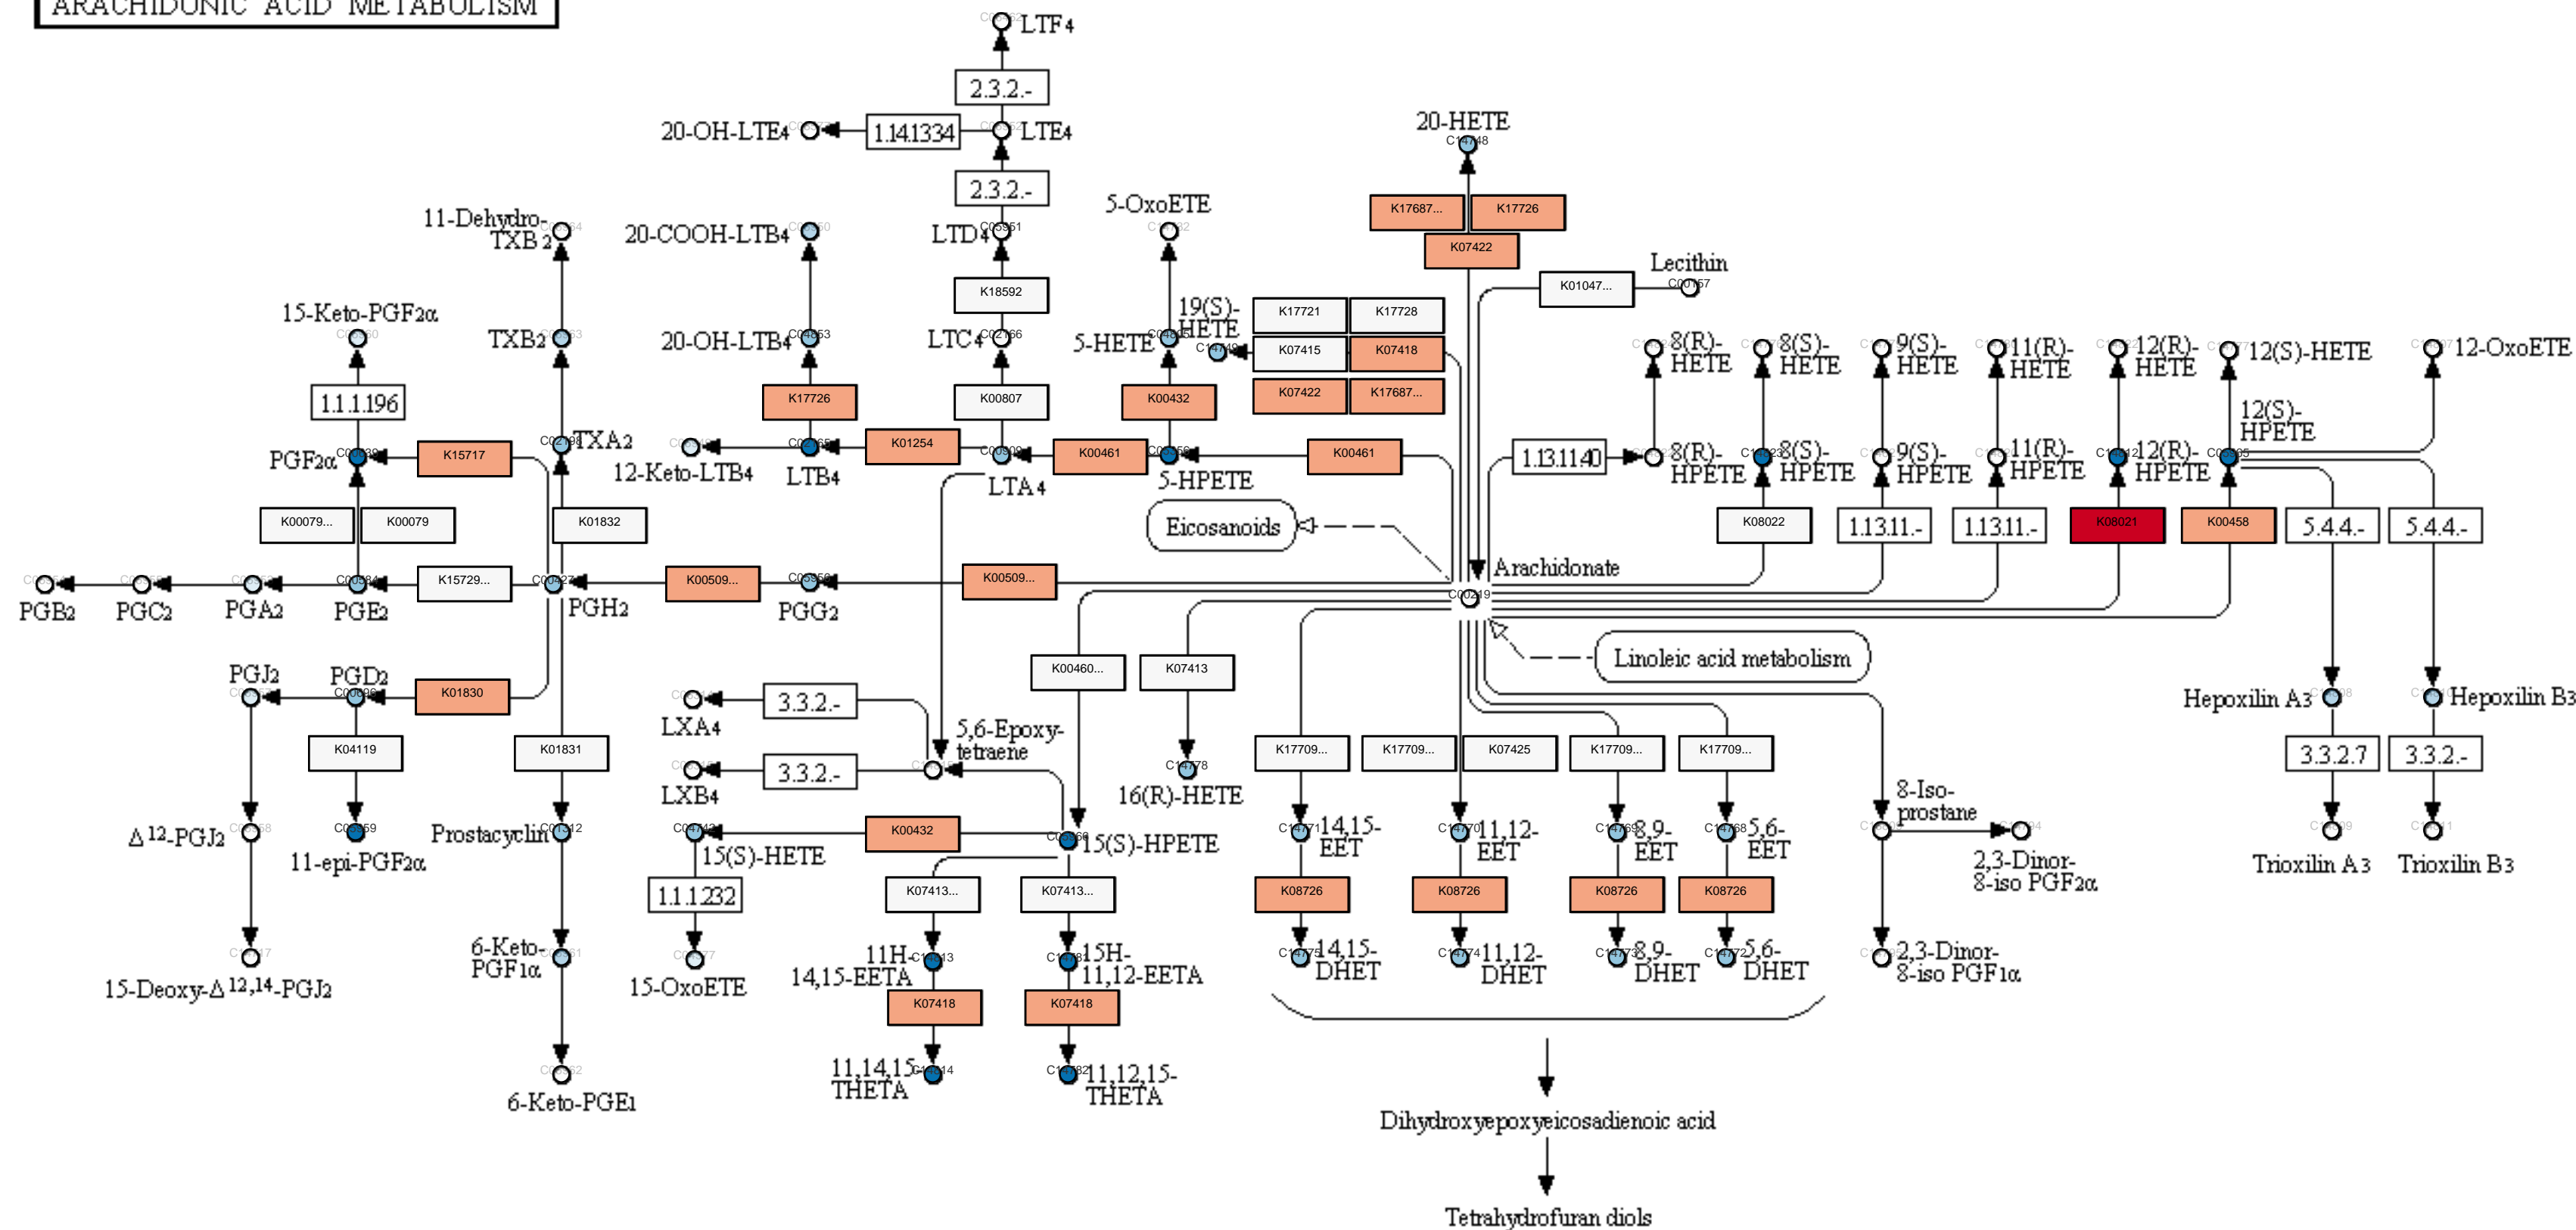 ARACHIDONIC ACID METABOLISM
LTF4
2.3.2.-
20-OH-LTE4
1.14.13.34
LTE4
2.3.2.-
20-HETE
C14748
K17687...
K17726
K07422
11-Dehydro-
TXB2
20-COOH-LTB4
LTD4
5-OxoETE
Lecithin
C00157
K01047...
K18592
15-Keto-PGF2α
TXB2
20-OH-LTB4
LTC4
5-HETE
19(S)-
HETE
K17721
K17728
K07415
K07418
K07422
K17687...
8(R)-
HETE
8(S)-
HETE
9(S)-
HETE
11(R)-
HETE
12(R)-
HETE
12(S)-HETE
12-OxoETE
1.1.1.196
K17726
K00807
K00432
PGF2α
K15717
TXA2
12-Keto-LTB4
LTB4
K01254
LTA4
K00461
5-HPETE
K00461
1.13.11.40
8(R)-
HPETE
8(S)-
HPETE
9(S)-
HPETE
11(R)-
HPETE
12(R)-
HPETE
12(S)-
HPETE
K00079...
K00079
K01832
Eicosanoids
K08022
1.13.11.-
1.13.11.-
K08021
K00458
5.4.4.-
5.4.4.-
PGB2
PGC2
PGA2
PGE2
K15729...
PGH2
K00509...
PGG2
K00509...
Arachidonate
C00219
Linoleic acid metabolism
PGJ2
PGD2
K01830
K00460...
K07413
LXA4
3.3.2.-
5,6-Epoxy-
tetraene
Hepoxilin A3
Hepoxilin B3
K04119
K01831
LXB4
3.3.2.-
16(R)-HETE
C14778
K17709...
K17709...
K07425
K17709...
K17709...
3.3.2.7
3.3.2.-
Δ12-PGJ2
11-epi-PGF2α
Prostacyclin
15(S)-HETE
K00432
15(S)-HPETE
14,15-
EET
11,12-
EET
8,9-
EET
5,6-
EET
8-Iso-
prostane
2,3-Dinor-
8-iso PGF2α
Trioxilin A3
Trioxilin B3
1.1.1.232
K07413...
K07413...
K08726
K08726
K08726
K08726
15-Deoxy-Δ12,14-PGJ2
6-Keto-
PGF1α
15-OxoETE
11H-
14,15-EETA
15H-
11,12-EETA
14,15-
DHET
11,12-
DHET
8,9-
DHET
5,6-
DHET
2,3-Dinor-
8-iso PGF1α
K07418
K07418
6-Keto-PGE1
11,14,15-
THETA
11,12,15-
THETA
Dihydroxyepoxyeicosadienoic acid
Tetrahydrofuran diols